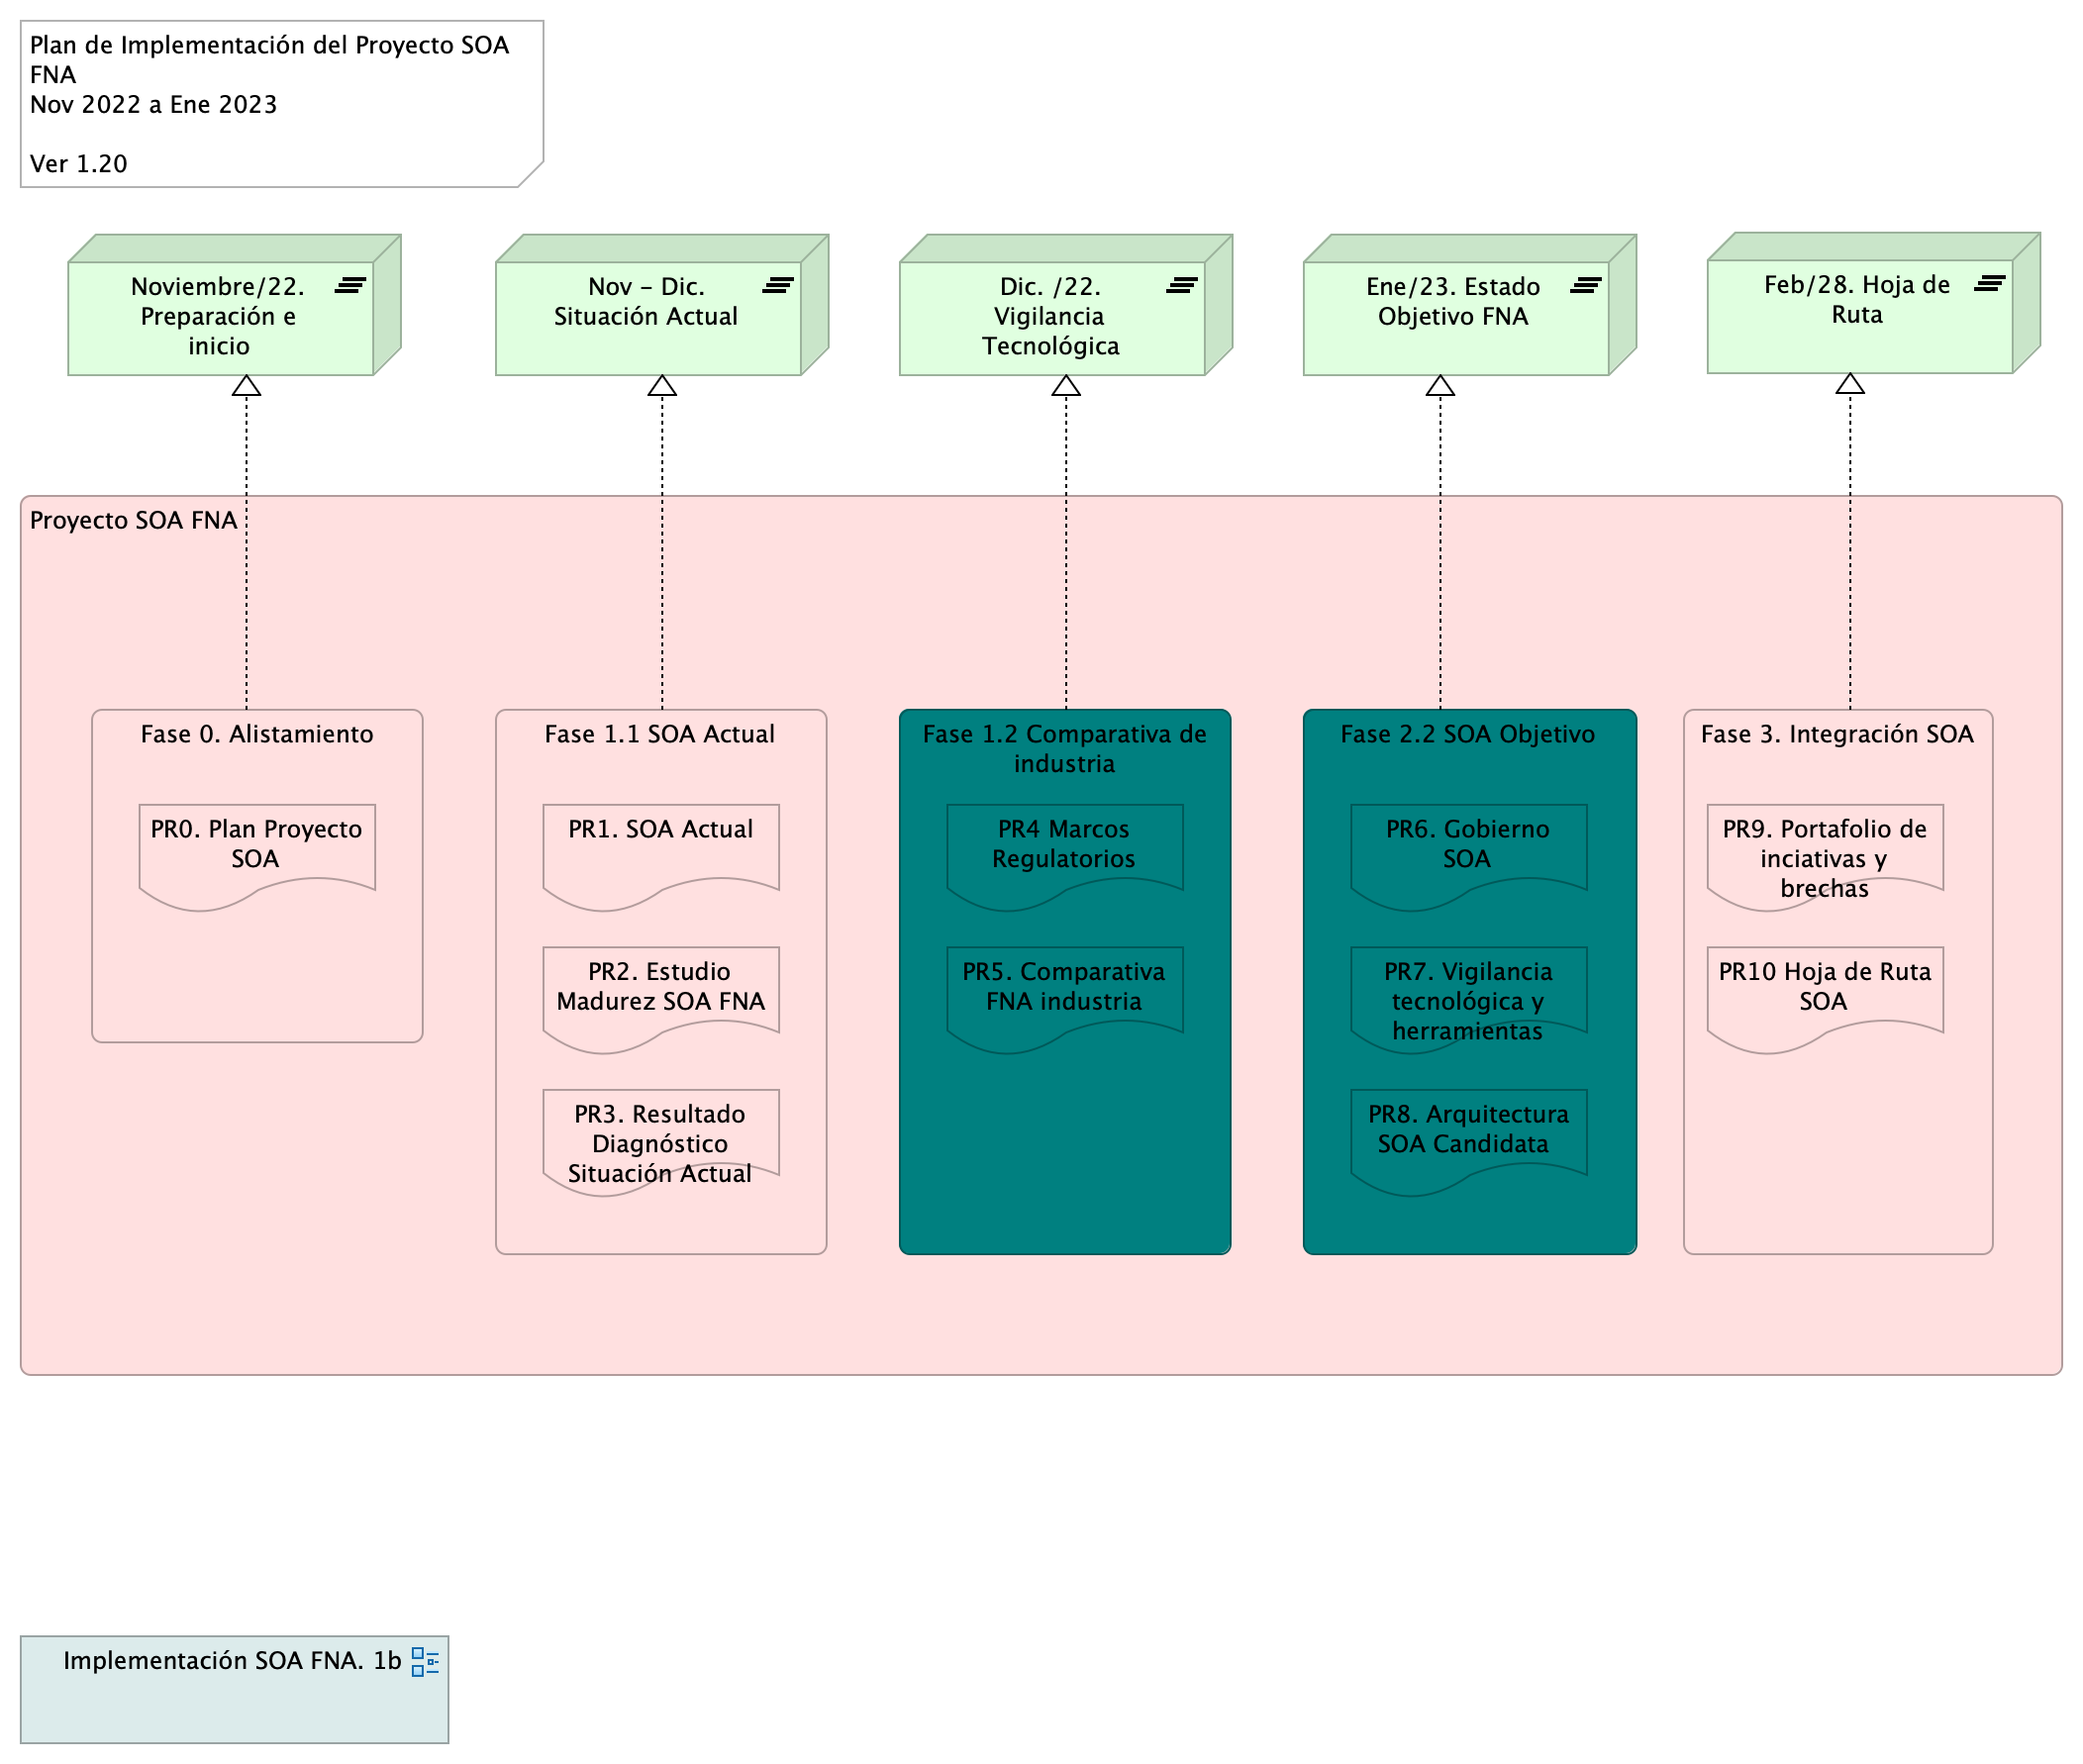 Plan de Implementación del Proyecto SOA
FNA
Nov 2022 a Ene 2023
Ver 1.20
Noviembre/22.
Preparación e
inicio
Nov – Dic.
Situación Actual
Dic. /22.
Vigilancia
Tecnológica
Ene/23. Estado
Objetivo FNA
Feb/28. Hoja de
Ruta
Proyecto SOA FNA
Fase 0. Alistamiento
PR0. Plan Proyecto
SOA
Fase 1.1 SOA Actual
PR1. SOA Actual
PR2. Estudio
Madurez SOA FNA
PR3. Resultado
Diagnóstico
Situación Actual
Fase 1.2 Comparativa de
industria
PR4 Marcos
Regulatorios
PR5. Comparativa
FNA industria
Fase 2.2 SOA Objetivo
PR6. Gobierno
SOA
PR7. Vigilancia
tecnológica y
herramientas
PR8. Arquitectura
SOA Candidata
Fase 3. Integración SOA
PR9. Portafolio de
inciativas y
brechas
PR10 Hoja de Ruta
SOA
Implementación SOA FNA. 1b